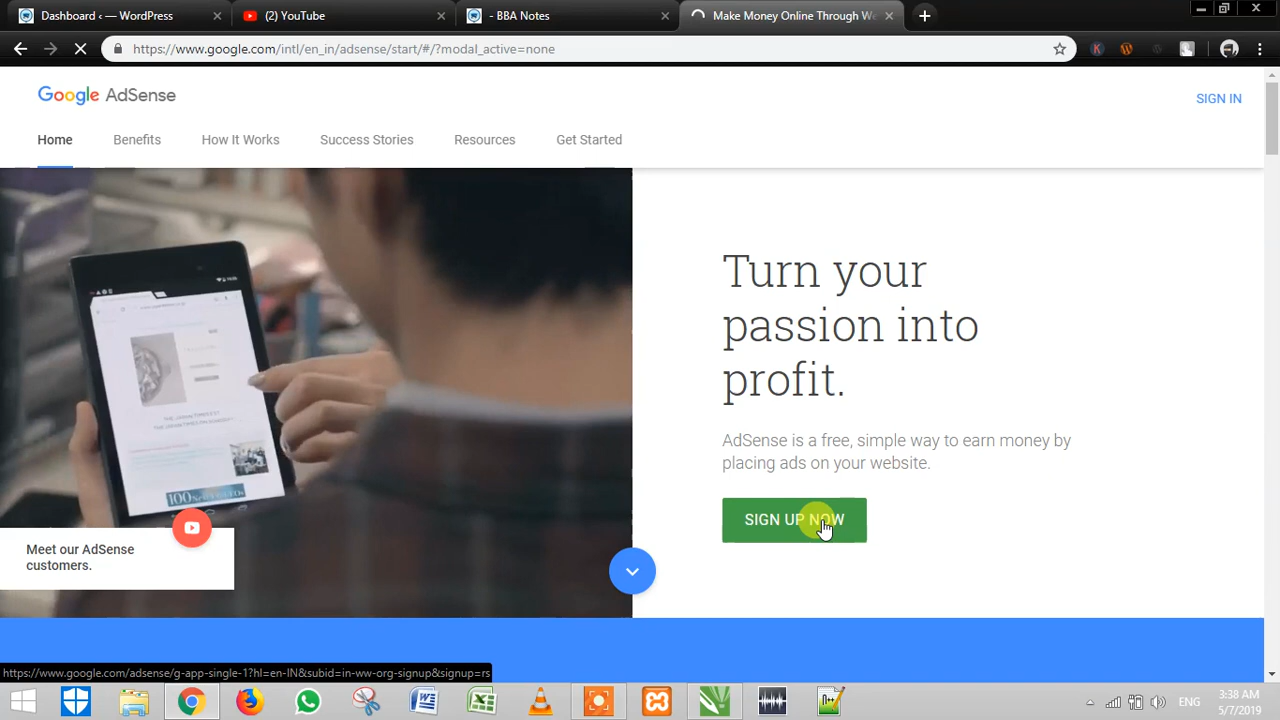 Dashboard ‹ — WordPress
(2) YouTube
- BBA Notes
Make Money Online Through We
https://www.google.com/intl/en_in/adsense/start/#/?modal_active=none
Google AdSense
SIGN IN
Home
Benefits
How It Works
Success Stories
Resources
Get Started
Turn your
passion into
profit.
AdSense is a free, simple way to earn money by
placing ads on your website.
SIGN UP NOW
Meet our AdSense
customers.
https://www.google.com/adsense/g-app-single-1?hl=en-IN&subid=in-ww-org-signup&signup=rs
ENG
3:38 AM
5/7/2019